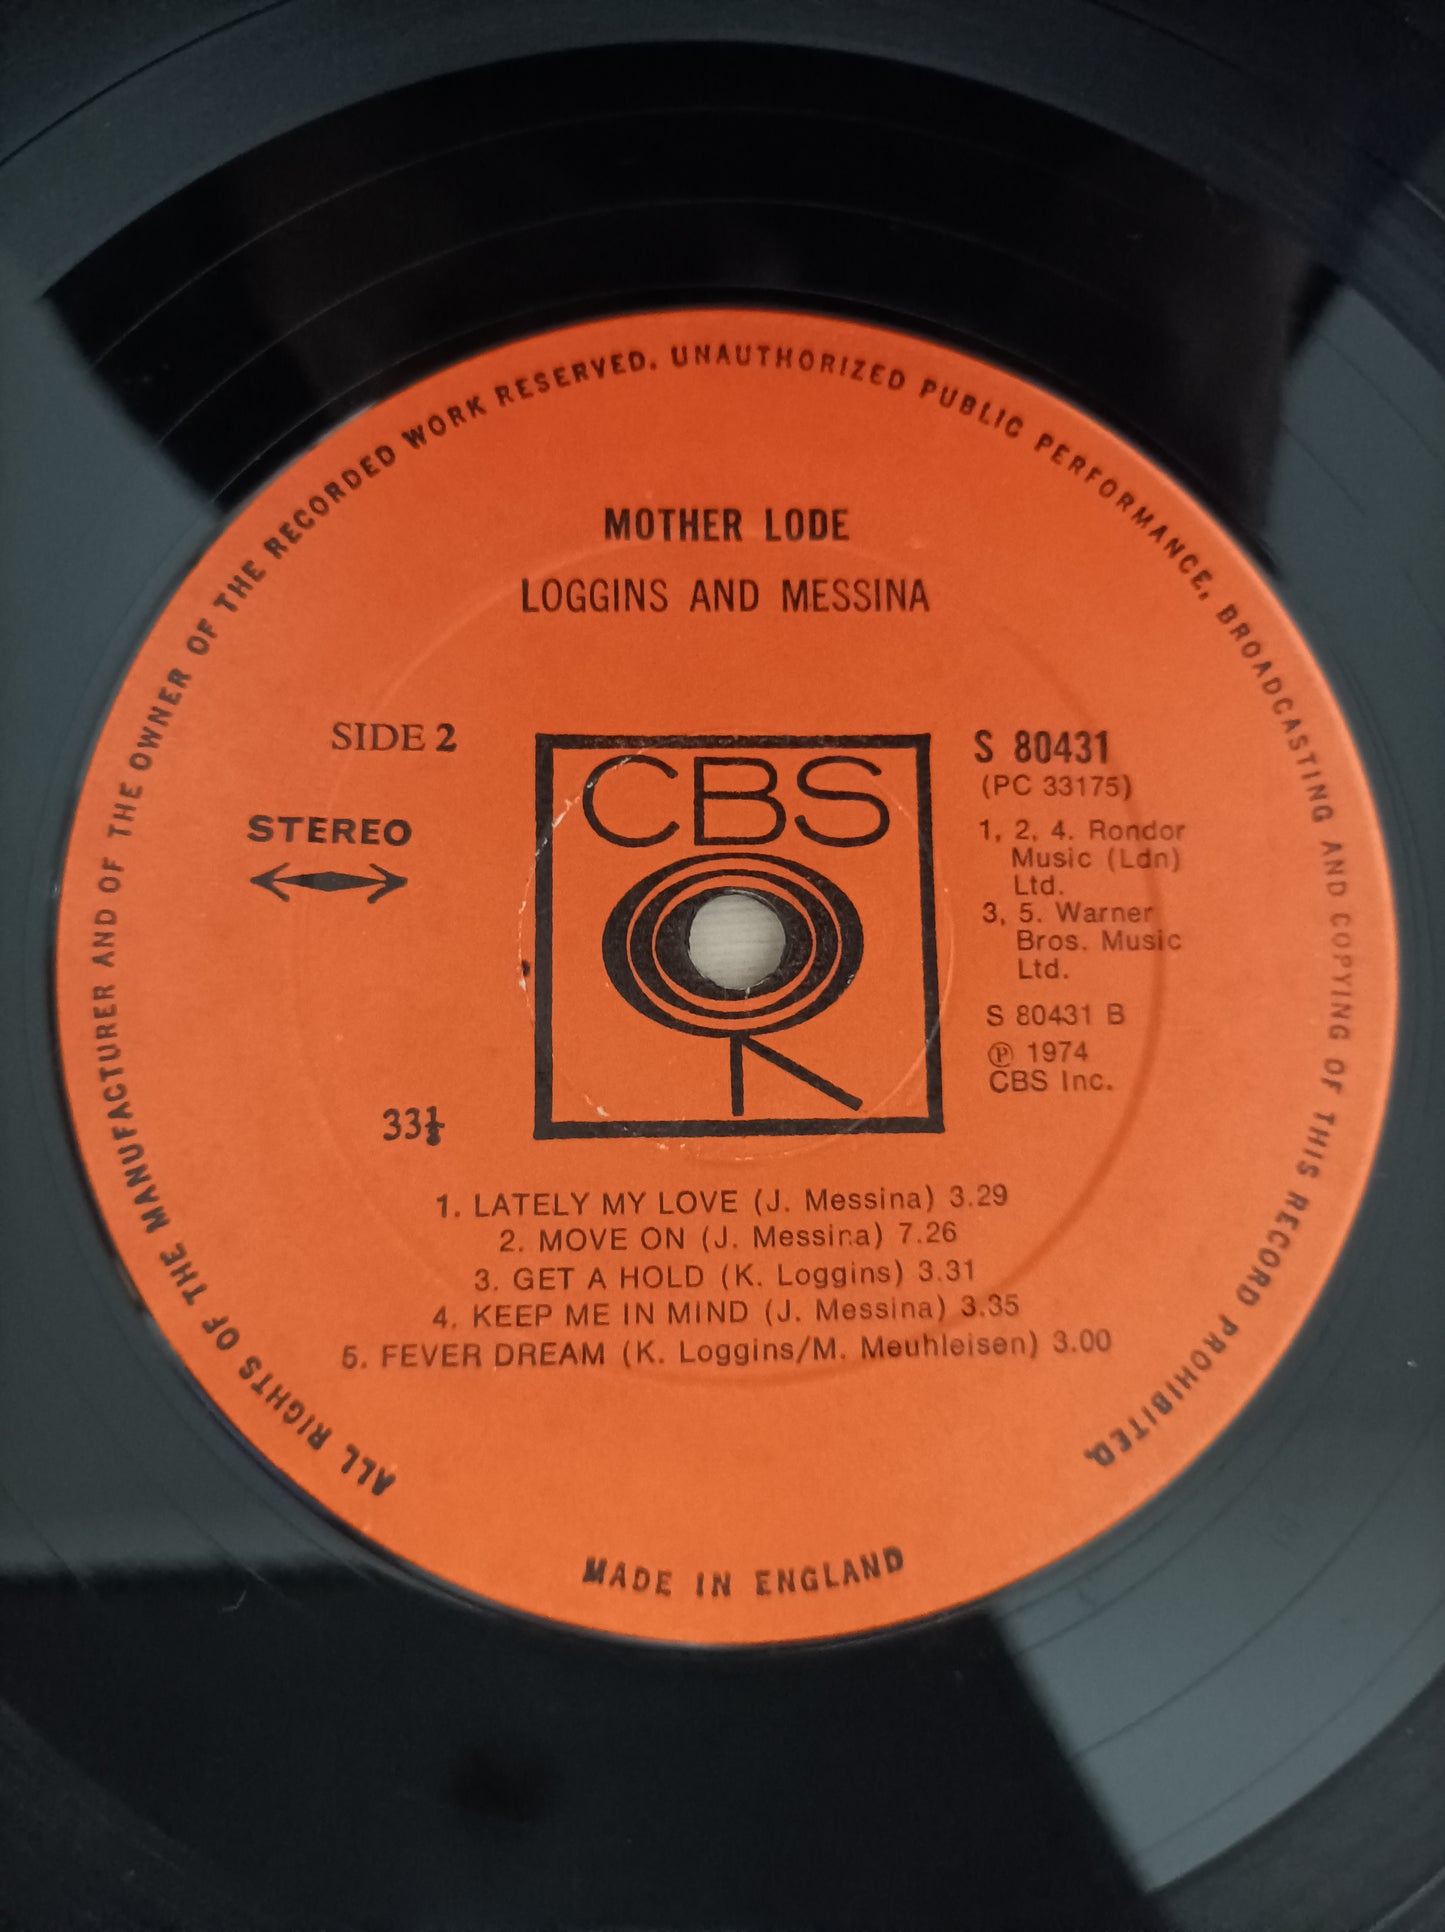 ALL RIGHTS OF THE MANUFACTURER AND OF THE OWNER OF THE RECORDED WORK RESERVED. UNAUTHORIZED PUBLIC PERFORMANCE, BROADCASTING AND COPYING OF THIS RECORD PROHIBITED.
MOTHER LODE
LOGGINS AND MESSINA
SIDE 2
STEREO
33⅓
CBS
S 80431
(PC 33175)
1, 2, 4. Rondor
Music (Ldn)
Ltd.
3, 5. Warner
Bros. Music
Ltd.
S 80431 B
℗ 1974
CBS Inc.
1. LATELY MY LOVE (J. Messina) 3.29
2. MOVE ON (J. Messina) 7.26
3. GET A HOLD (K. Loggins) 3.31
4. KEEP ME IN MIND (J. Messina) 3.35
5. FEVER DREAM (K. Loggins/M. Meuhleisen) 3.00
MADE IN ENGLAND